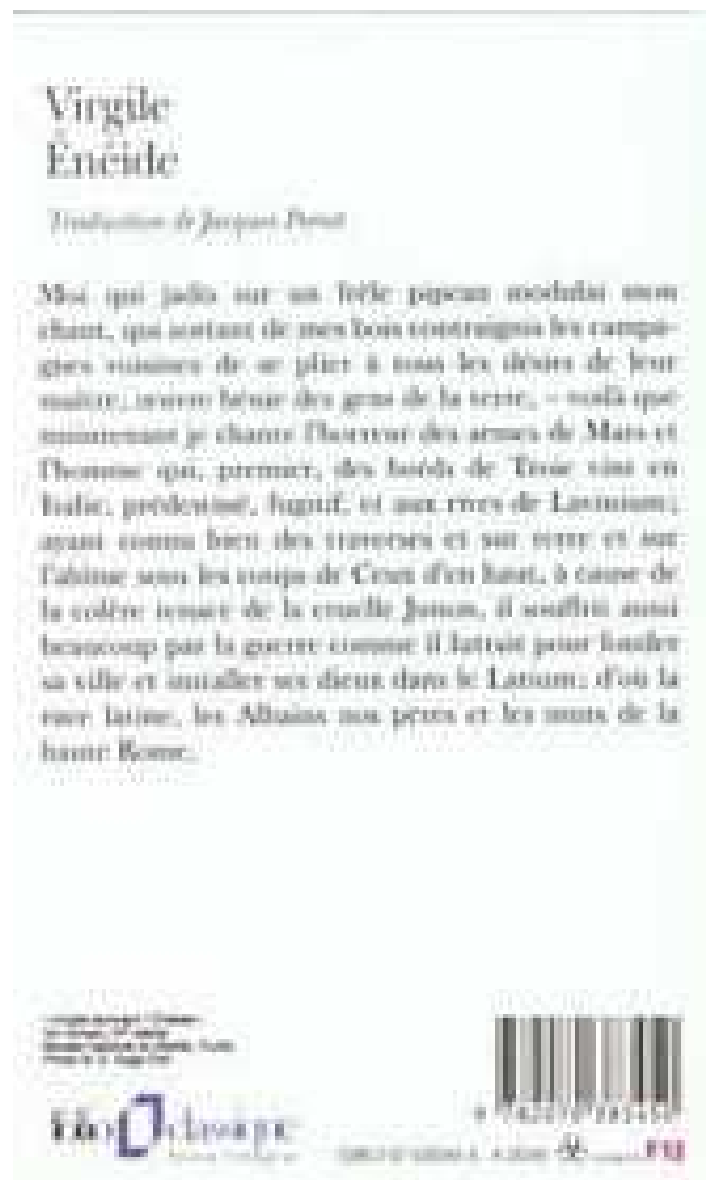 Virgile
Énéide
Traduction de Jacques Perret
Moi qui jadis sur un frêle pipeau modulai mon
chant, qui sortant de mes bois contraignis les campa-
gnes voisines de se plier à tous les désirs de leur
maître, œuvre bénie des gens de la terre, – voilà que
maintenant je chante l'horreur des armes de Mars et
l'homme qui, premier, des bords de Troie vint en
Italie, prédestiné, fugitif, et aux rives de Lavinium;
ayant connu bien des traverses et sur terre et sur
l'abîme sous les coups de Ceux d'en haut, à cause de
la colère tenace de la cruelle Junon, il souffrit aussi
beaucoup par la guerre comme il luttait pour fonder
sa ville et installer ses dieux dans le Latium; d'où la
race latine, les Albains nos pères et les murs de la
haute Rome.
folio classique